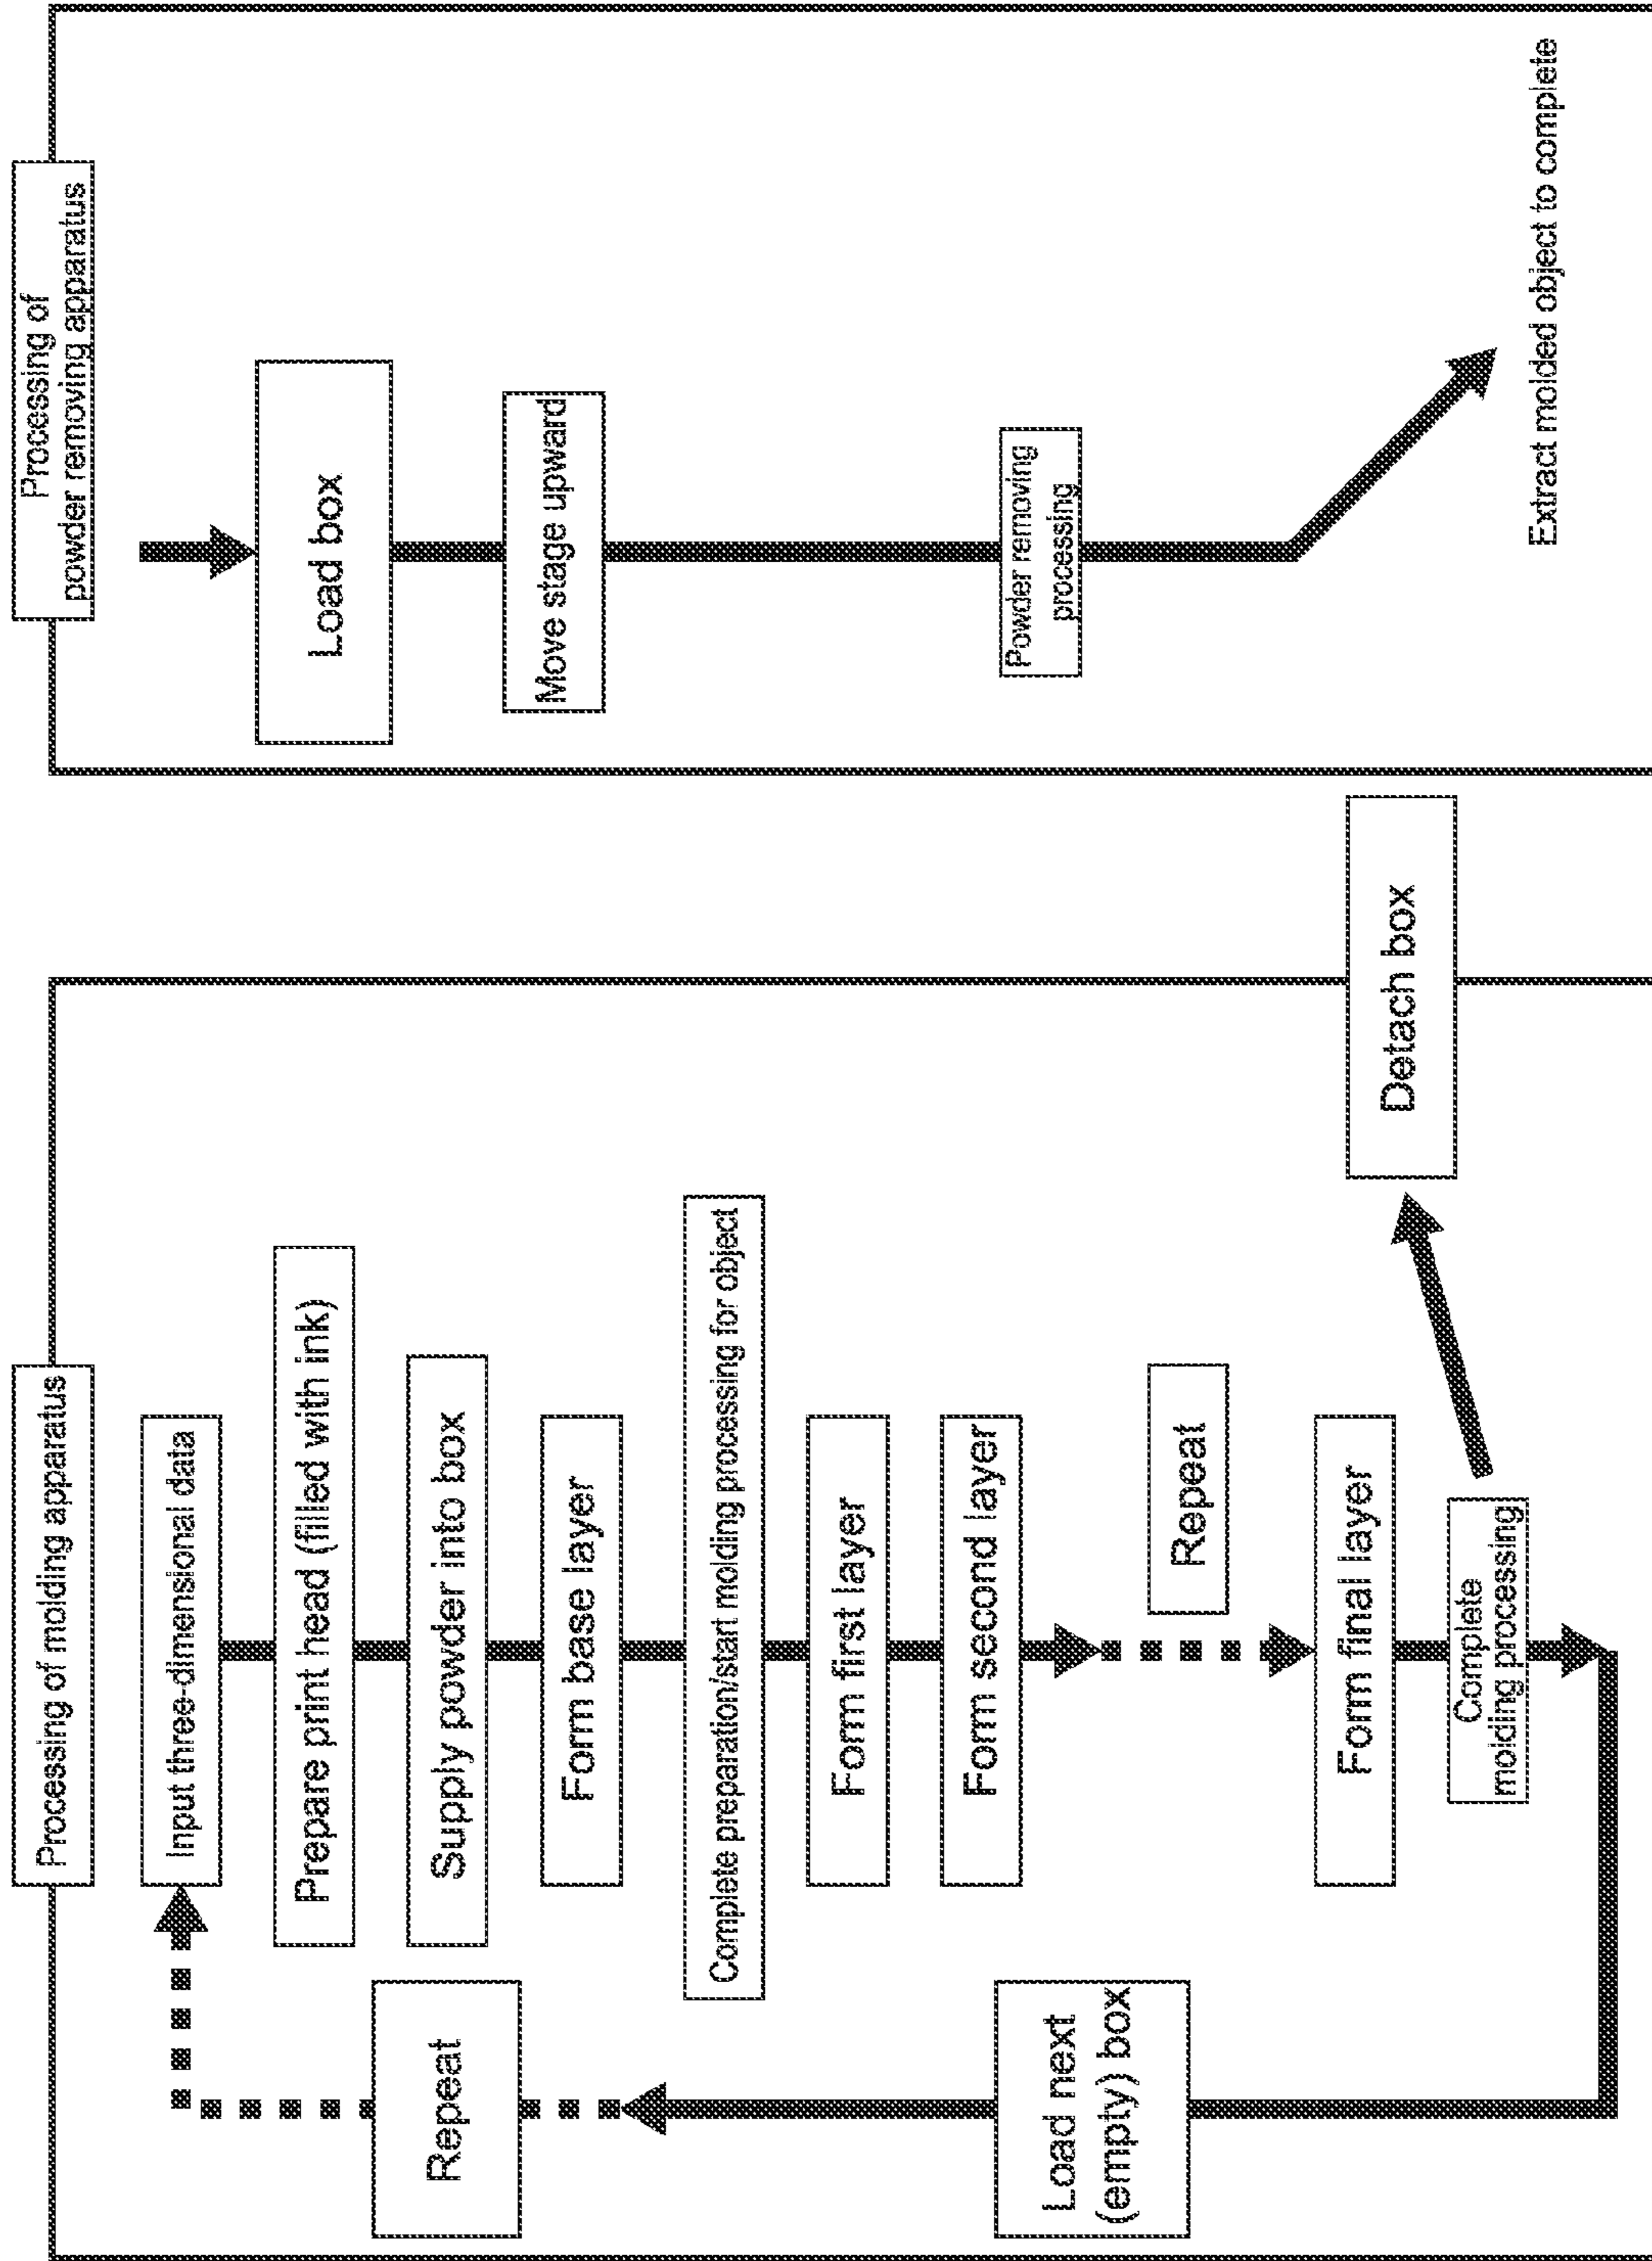 Processing of molding apparatus
Input three-dimensional data
Prepare print head (filled with ink)
Supply powder into box
Form base layer
Complete preparation/start molding processing for object
Form first layer
Form second layer
Repeat
Form final layer
Complete
molding processing
Repeat
Load next
(empty) box
Detach box
Processing of
powder removing apparatus
Load box
Move stage upward
Powder removing
processing
Extract molded object to complete